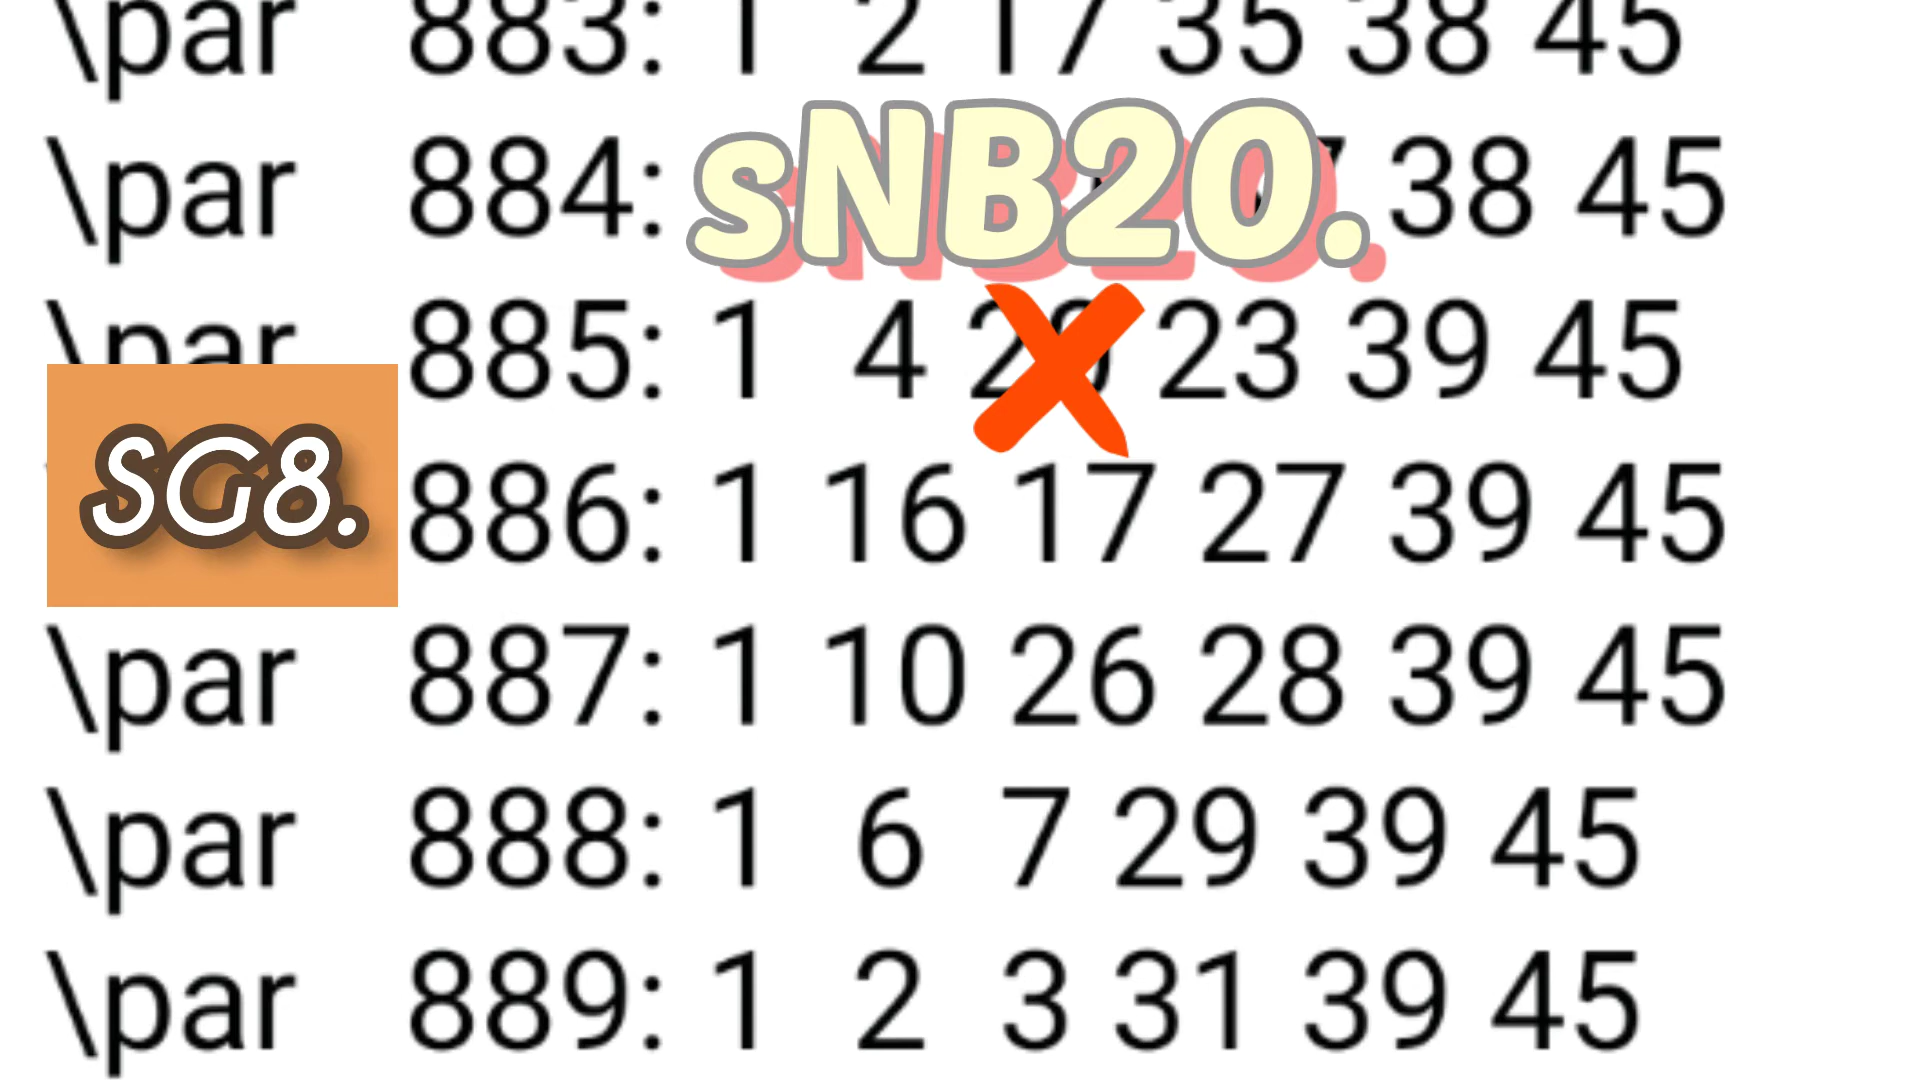 \par 883: 1 2 17 35 38 45
sNB20.
\par 884: 38 45
\par 885: 1 4 20 23 39 45
SG8.
886: 1 16 17 27 39 45
\par 887: 1 10 26 28 39 45
\par 888: 1 6 7 29 39 45
\par 889: 1 2 3 31 39 45